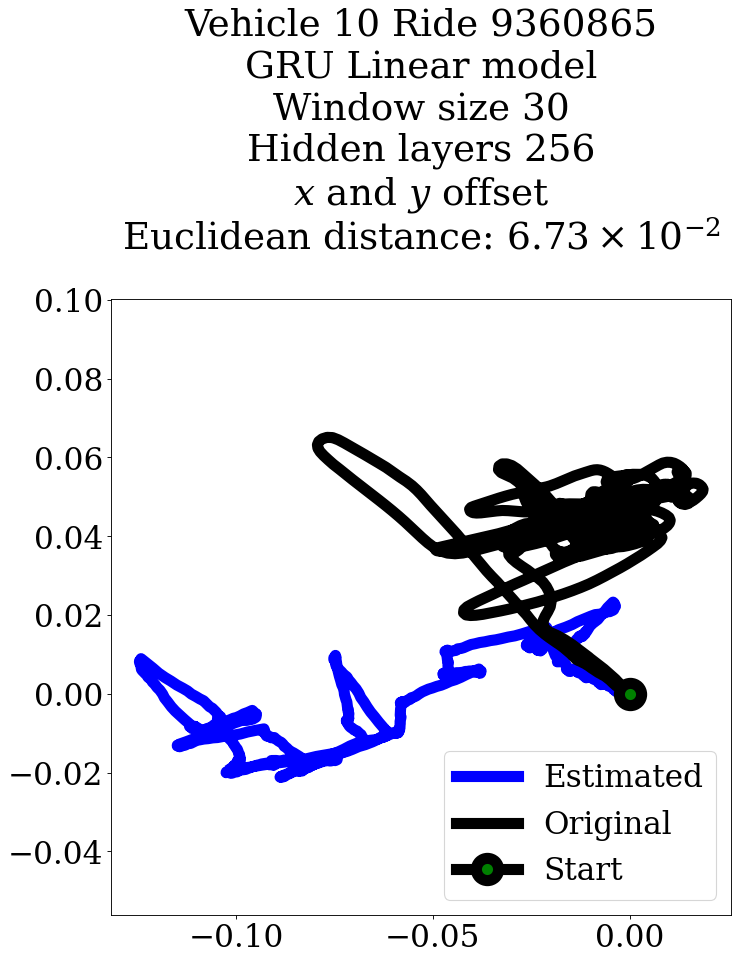 Vehicle 10 Ride 9360865
GRU Linear model
Window size 30
Hidden layers 256
x and y offset
Euclidean distance: 6.73 × 10⁻²
0.10
0.08
0.06
0.04
0.02
0.00
−0.02
−0.04
Estimated
Original
Start
−0.10
−0.05
0.00